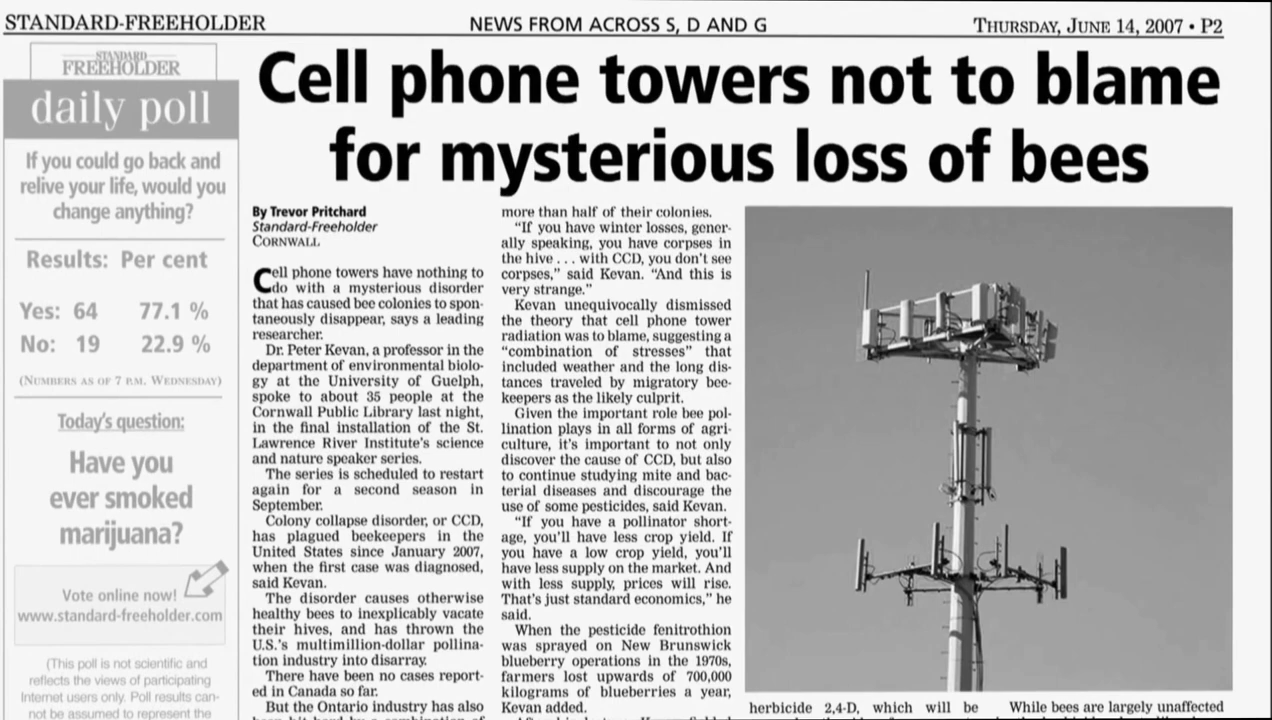 STANDARD-FREEHOLDER
NEWS FROM ACROSS S, D AND G
THURSDAY, JUNE 14, 2007 • P2
STANDARD
FREEHOLDER
daily poll
If you could go back and
relive your life, would you
change anything?
Results: Per cent
Yes: 64 77.1 %
No: 19 22.9 %
(NUMBERS AS OF 7 P.M. WEDNESDAY)
Today's question:
Have you
ever smoked
marijuana?
Vote online now!
www.standard-freeholder.com
(This poll is not scientific and
reflects the views of participating
Internet users only. Poll results can-
not be assumed to represent the
Cell phone towers not to blame
for mysterious loss of bees
By Trevor Pritchard
Standard-Freeholder
CORNWALL
Cell phone towers have nothing to
do with a mysterious disorder
that has caused bee colonies to spon-
taneously disappear, says a leading
researcher.
Dr. Peter Kevan, a professor in the
department of environmental biolo-
gy at the University of Guelph,
spoke to about 35 people at the
Cornwall Public Library last night,
in the final installation of the St.
Lawrence River Institute's science
and nature speaker series.
The series is scheduled to restart
again for a second season in
September.
Colony collapse disorder, or CCD,
has plagued beekeepers in the
United States since January 2007,
when the first case was diagnosed,
said Kevan.
The disorder causes otherwise
healthy bees to inexplicably vacate
their hives, and has thrown the
U.S.'s multimillion-dollar pollina-
tion industry into disarray.
There have been no cases report-
ed in Canada so far.
But the Ontario industry has also
been hit hard by a combination of
more than half of their colonies.
"If you have winter losses, gener-
ally speaking, you have corpses in
the hive . . . with CCD, you don't see
corpses," said Kevan. "And this is
very strange."
Kevan unequivocally dismissed
the theory that cell phone tower
radiation was to blame, suggesting a
"combination of stresses" that
included weather and the long dis-
tances traveled by migratory bee-
keepers as the likely culprit.
Given the important role bee pol-
lination plays in all forms of agri-
culture, it's important to not only
discover the cause of CCD, but also
to continue studying mite and bac-
terial diseases and discourage the
use of some pesticides, said Kevan.
"If you have a pollinator short-
age, you'll have less crop yield. If
you have a low crop yield, you'll
have less supply on the market. And
with less supply, prices will rise.
That's just standard economics," he
said.
When the pesticide fenitrothion
was sprayed on New Brunswick
blueberry operations in the 1970s,
farmers lost upwards of 700,000
kilograms of blueberries a year,
Kevan added.
herbicide 2,4-D, which will be
While bees are largely unaffected